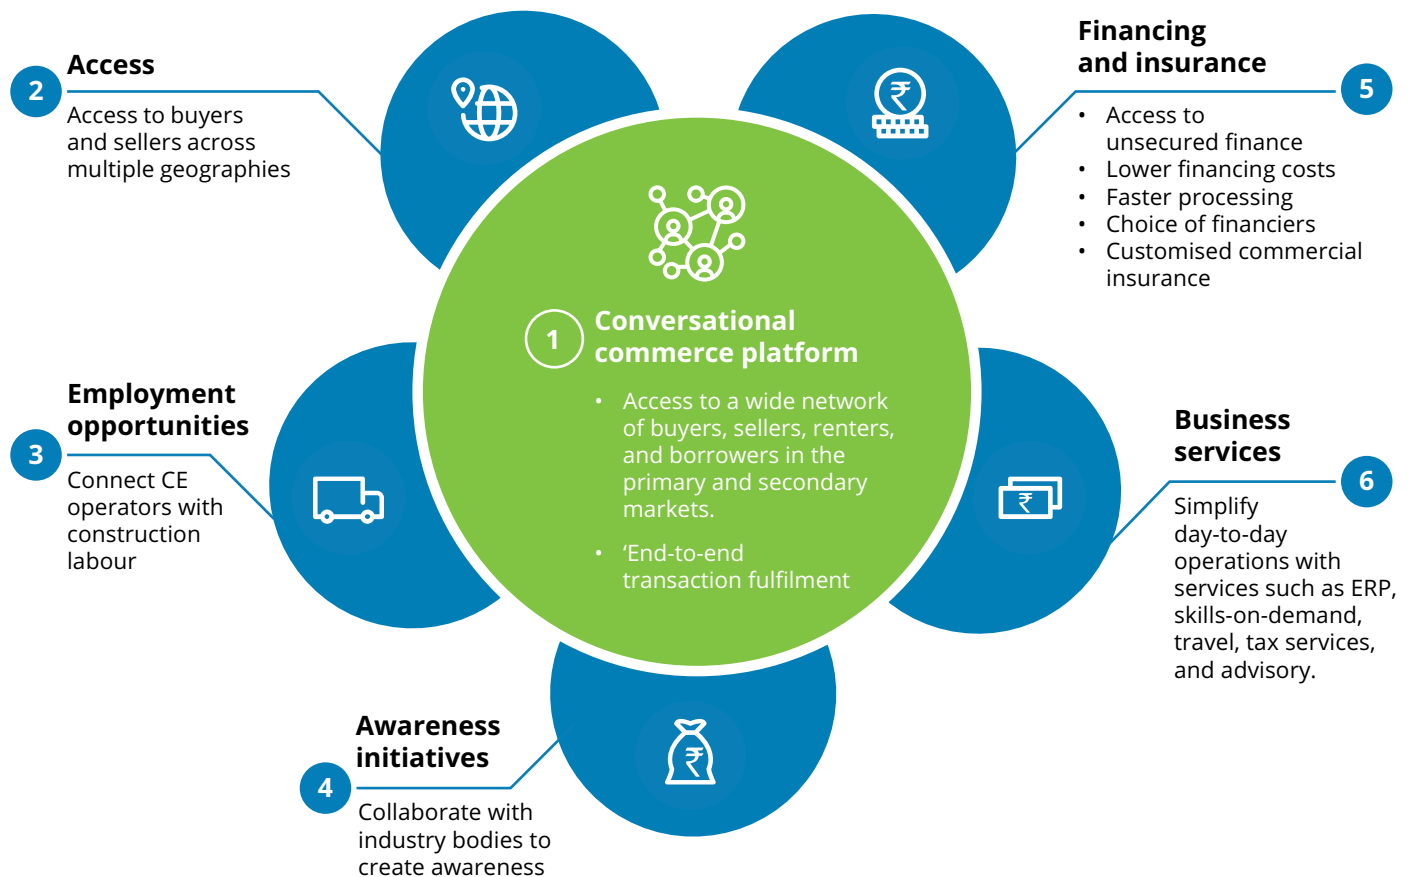 2
Access
Access to buyers
and sellers across
multiple geographies
Financing
and insurance
5
• Access to
unsecured finance
• Lower financing costs
• Faster processing
• Choice of financiers
• Customised commercial
insurance
₹
1
Conversational
commerce platform
• Access to a wide network
of buyers, sellers, renters,
and borrowers in the
primary and secondary
markets.
• ‘End-to-end
transaction fulfilment
Employment
opportunities
3
Connect CE
operators with
construction
labour
Business
services
6
Simplify
day-to-day
operations with
services such as ERP,
skills-on-demand,
travel, tax services,
and advisory.
₹
Awareness
initiatives
4
Collaborate with
industry bodies to
create awareness
₹